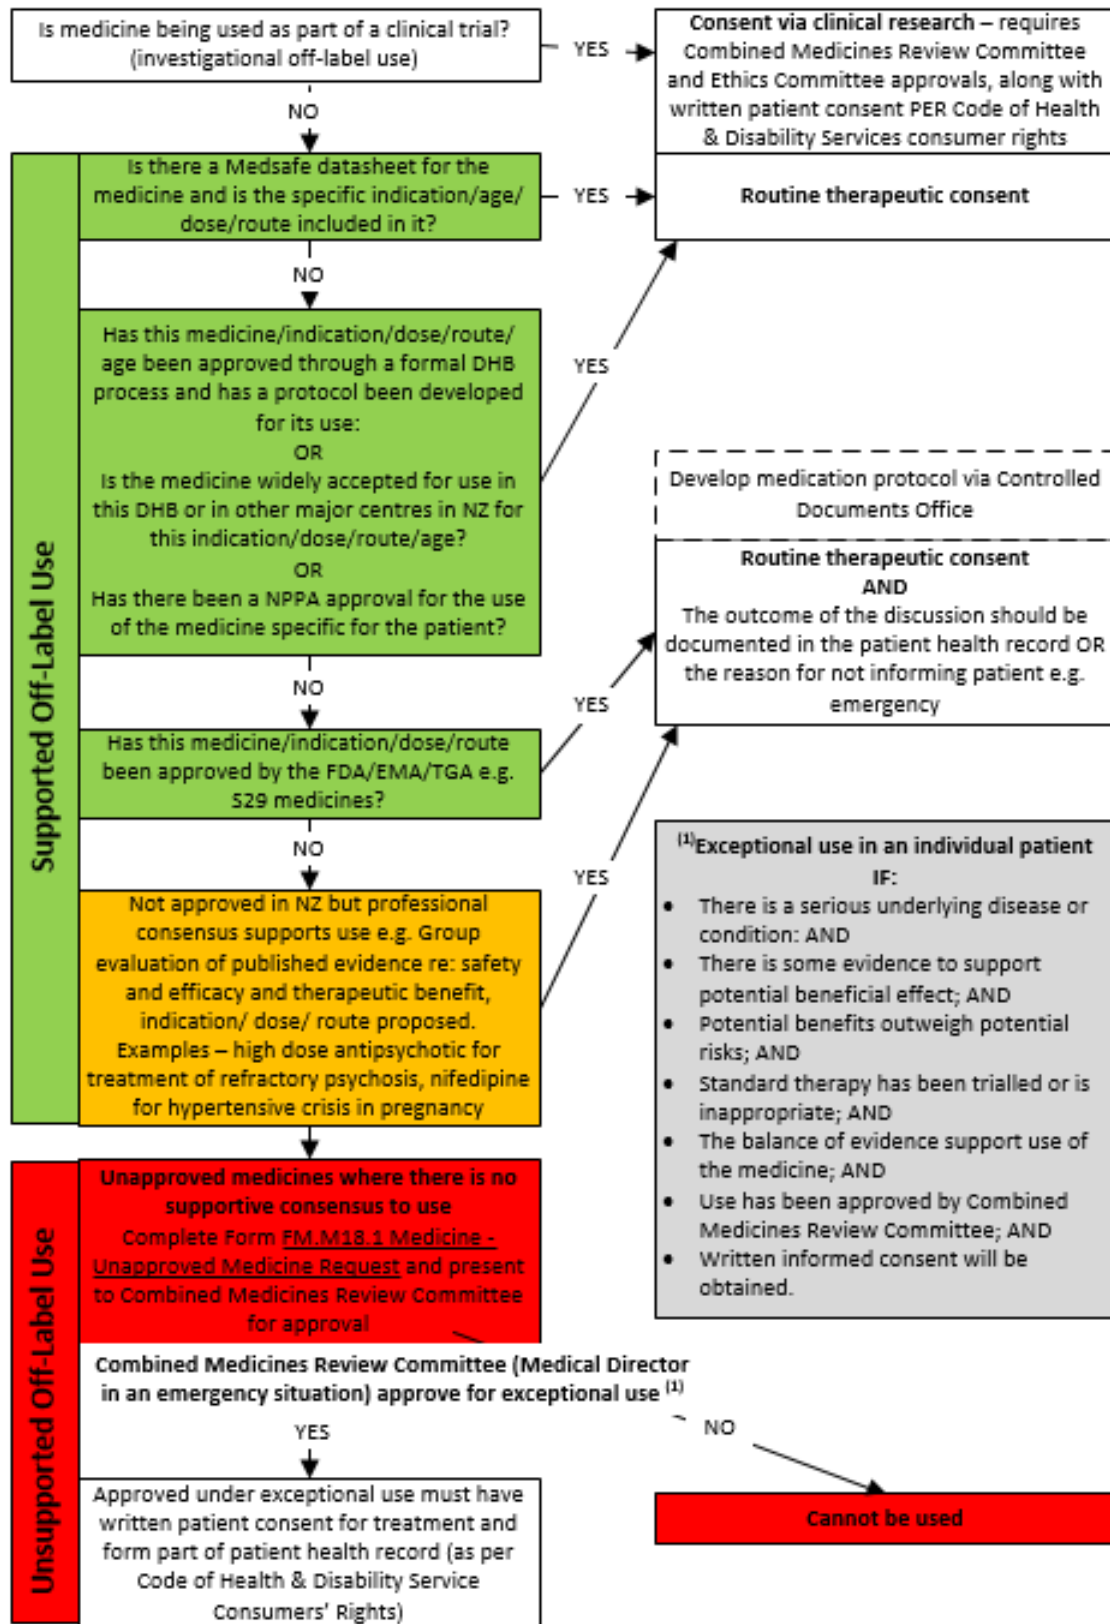 Is medicine being used as part of a clinical trial?
(investigational off-label use)
YES
Consent via clinical research – requires
Combined Medicines Review Committee
and Ethics Committee approvals, along with
written patient consent PER Code of Health
& Disability Services consumer rights
NO
Supported Off-Label Use
Is there a Medsafe datasheet for the
medicine and is the specific indication/age/
dose/route included in it?
YES
Routine therapeutic consent
NO
Has this medicine/indication/dose/route/
age been approved through a formal DHB
process and has a protocol been developed
for its use:
OR
Is the medicine widely accepted for use in
this DHB or in other major centres in NZ for
this indication/dose/route/age?
OR
Has there been a NPPA approval for the use
of the medicine specific for the patient?
YES
Develop medication protocol via Controlled
Documents Office
Routine therapeutic consent
AND
The outcome of the discussion should be
documented in the patient health record OR
the reason for not informing patient e.g.
emergency
NO
YES
Has this medicine/indication/dose/route
been approved by the FDA/EMA/TGA e.g.
S29 medicines?
NO
YES
Not approved in NZ but professional
consensus supports use e.g. Group
evaluation of published evidence re: safety
and efficacy and therapeutic benefit,
indication/ dose/ route proposed.
Examples – high dose antipsychotic for
treatment of refractory psychosis, nifedipine
for hypertensive crisis in pregnancy
(1)Exceptional use in an individual patient
IF:
• There is a serious underlying disease or
condition: AND
• There is some evidence to support
potential beneficial effect; AND
• Potential benefits outweigh potential
risks; AND
• Standard therapy has been trialled or is
inappropriate; AND
• The balance of evidence support use of
the medicine; AND
• Use has been approved by Combined
Medicines Review Committee; AND
• Written informed consent will be
obtained.
Unsupported Off-Label Use
Unapproved medicines where there is no
supportive consensus to use
Complete Form FM.M18.1 Medicine -
Unapproved Medicine Request and present
to Combined Medicines Review Committee
for approval
Combined Medicines Review Committee (Medical Director
in an emergency situation) approve for exceptional use (1)
YES
NO
Approved under exceptional use must have
written patient consent for treatment and
form part of patient health record (as per
Code of Health & Disability Service
Consumers' Rights)
Cannot be used